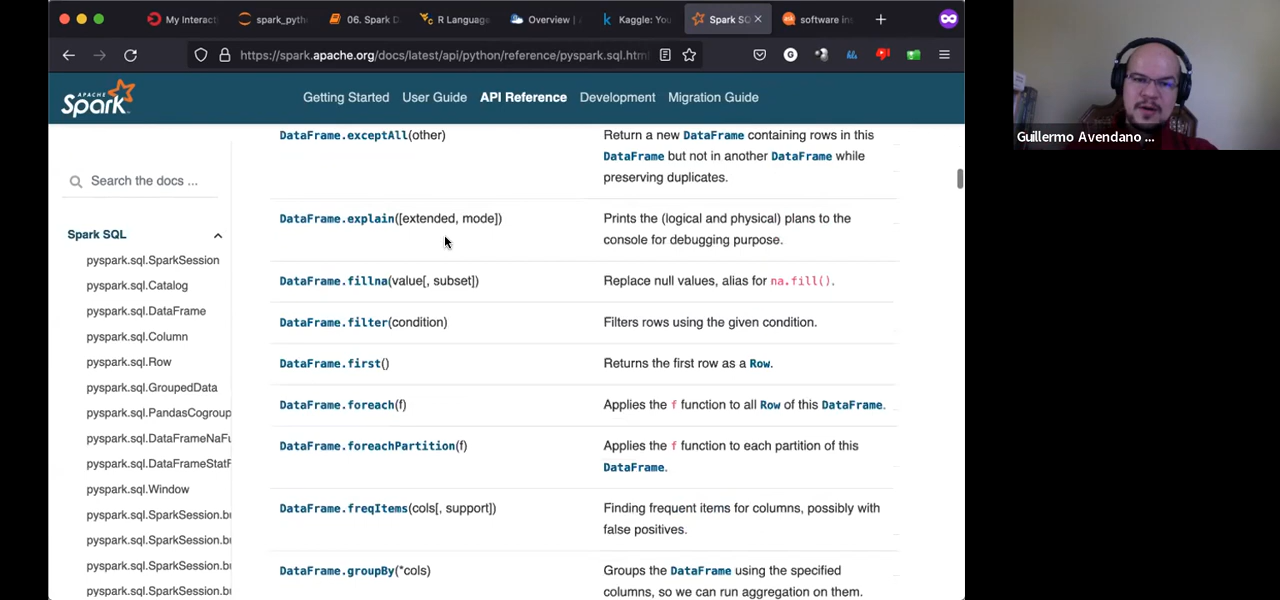 My Interact
spark_pytho
06. Spark D
R Language
Overview |
Kaggle: You
Spark SQ
software in
G
https://spark.apache.org/docs/latest/api/python/reference/pyspark.sql.html
APACHE
Spark
Getting Started User Guide API Reference Development Migration Guide
Guillermo Avendano ...
Search the docs ...
Spark SQL
pyspark.sql.SparkSession
pyspark.sql.Catalog
pyspark.sql.DataFrame
pyspark.sql.Column
pyspark.sql.Row
pyspark.sql.GroupedData
pyspark.sql.PandasCogroup
pyspark.sql.DataFrameNaFu
pyspark.sql.DataFrameStatF
pyspark.sql.Window
pyspark.sql.SparkSession.bu
pyspark.sql.SparkSession.bu
pyspark.sql.SparkSession.bu
pyspark.sql.SparkSession.bu
DataFrame.exceptAll(other)
Return a new DataFrame containing rows in this
DataFrame but not in another DataFrame while
preserving duplicates.
DataFrame.explain([extended, mode])
Prints the (logical and physical) plans to the
console for debugging purpose.
DataFrame.fillna(value[, subset])
Replace null values, alias for na.fill().
DataFrame.filter(condition)
Filters rows using the given condition.
DataFrame.first()
Returns the first row as a Row.
DataFrame.foreach(f)
Applies the f function to all Row of this DataFrame.
DataFrame.foreachPartition(f)
Applies the f function to each partition of this
DataFrame.
DataFrame.freqItems(cols[, support])
Finding frequent items for columns, possibly with
false positives.
DataFrame.groupBy(*cols)
Groups the DataFrame using the specified
columns, so we can run aggregation on them.